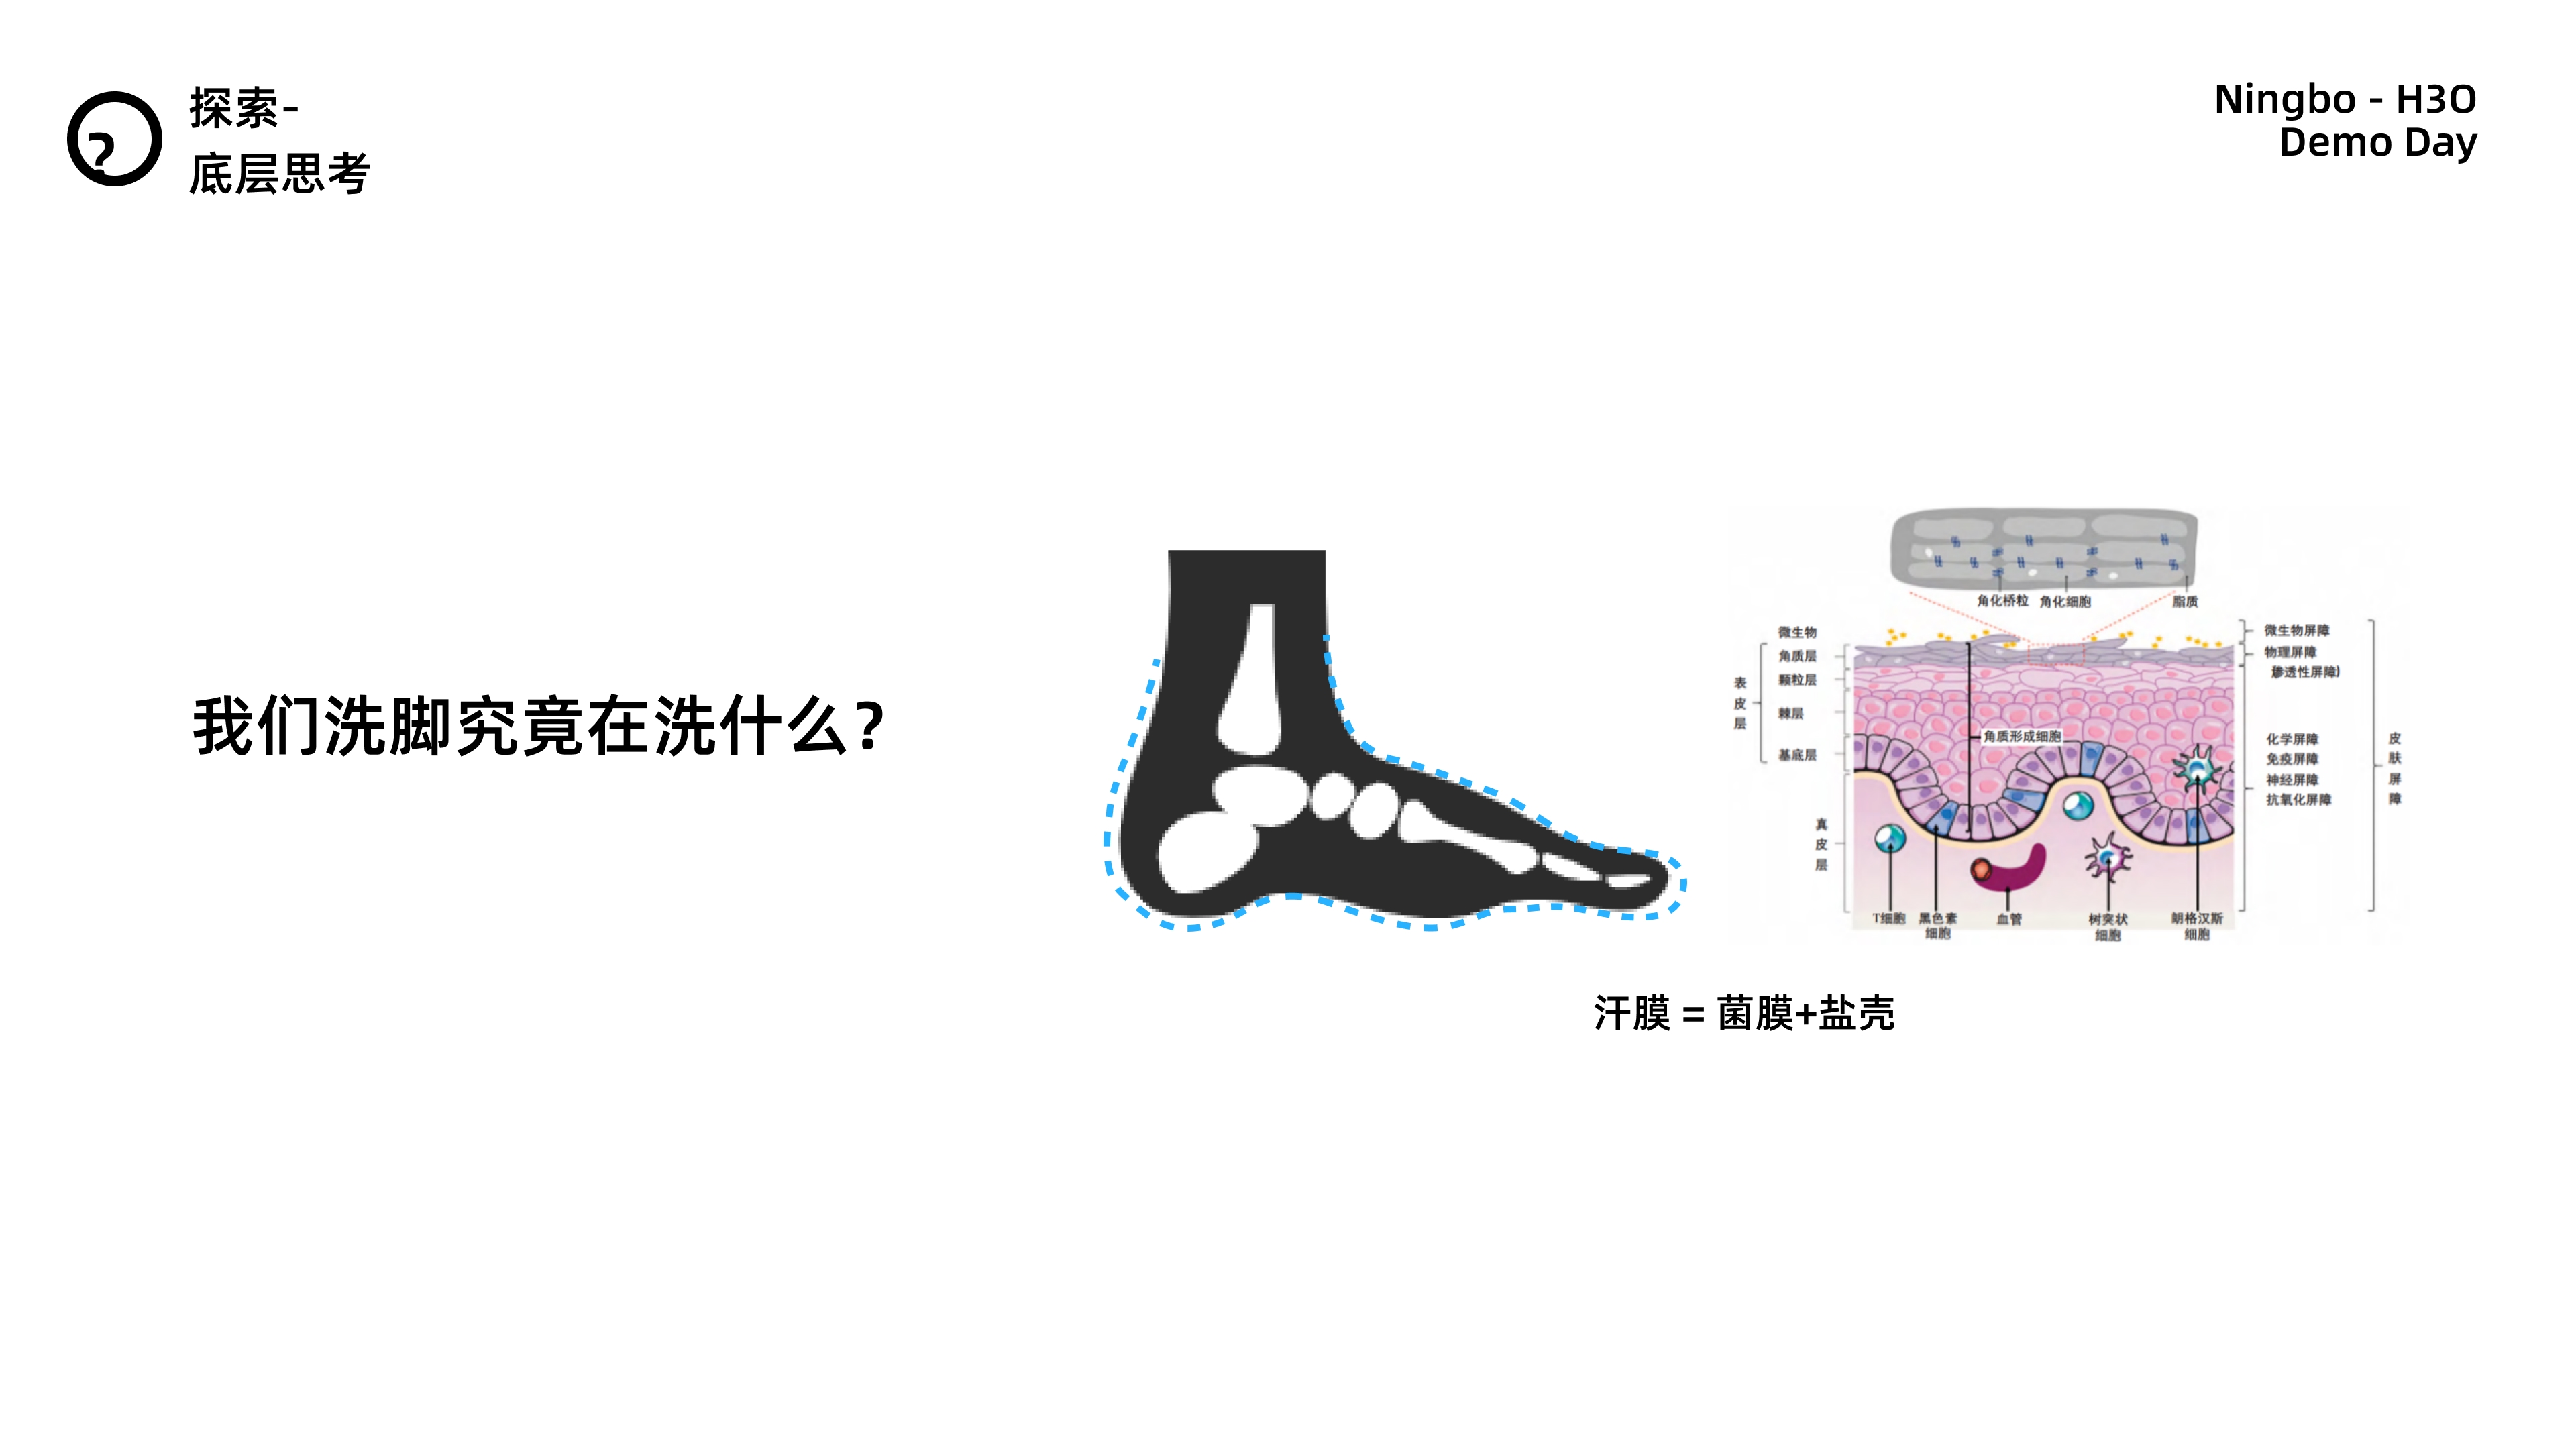 ?
探索-
底层思考
Ningbo - H3O
Demo Day
我们洗脚究竟在洗什么?
角化桥粒 角化细胞 脂质
微生物
角质层
颗粒层
棘层
基底层
表皮层
真皮层
角质形成细胞
T细胞
黑色素细胞
血管
树突状细胞
朗格汉斯细胞
微生物屏障
物理屏障
渗透性屏障)
化学屏障
免疫屏障
神经屏障
抗氧化屏障
皮肤屏障
汗膜 = 菌膜+盐壳